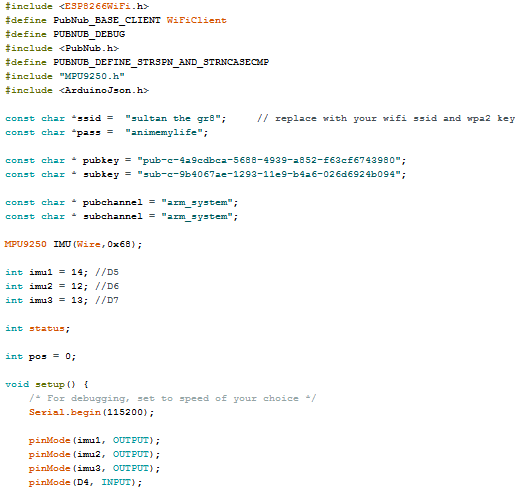 #include <ESP8266WiFi.h>
#define PubNub_BASE_CLIENT WiFiClient
#define PUBNUB_DEBUG
#include <PubNub.h>
#define PUBNUB_DEFINE_STRSPN_AND_STRNCASECMP
#include "MPU9250.h"
#include <ArduinoJson.h>
const char *ssid =  "sultan the gr8";     // replace with your wifi ssid and wpa2 key
const char *pass =  "animemylife";
const char * pubkey = "pub-c-4a9cdbca-5688-4939-a852-f63cf6743980";
const char * subkey = "sub-c-9b4067ae-1293-11e9-b4a6-026d6924b094";
const char * pubchannel = "arm_system";
const char * subchannel = "arm_system";
MPU9250 IMU(Wire,0x68);
int imu1 = 14; //D5
int imu2 = 12; //D6
int imu3 = 13; //D7
int status;
int pos = 0;
void setup() {
/* For debugging, set to speed of your choice */
Serial.begin(115200);
pinMode(imu1, OUTPUT);
pinMode(imu2, OUTPUT);
pinMode(imu3, OUTPUT);
pinMode(D4, INPUT);